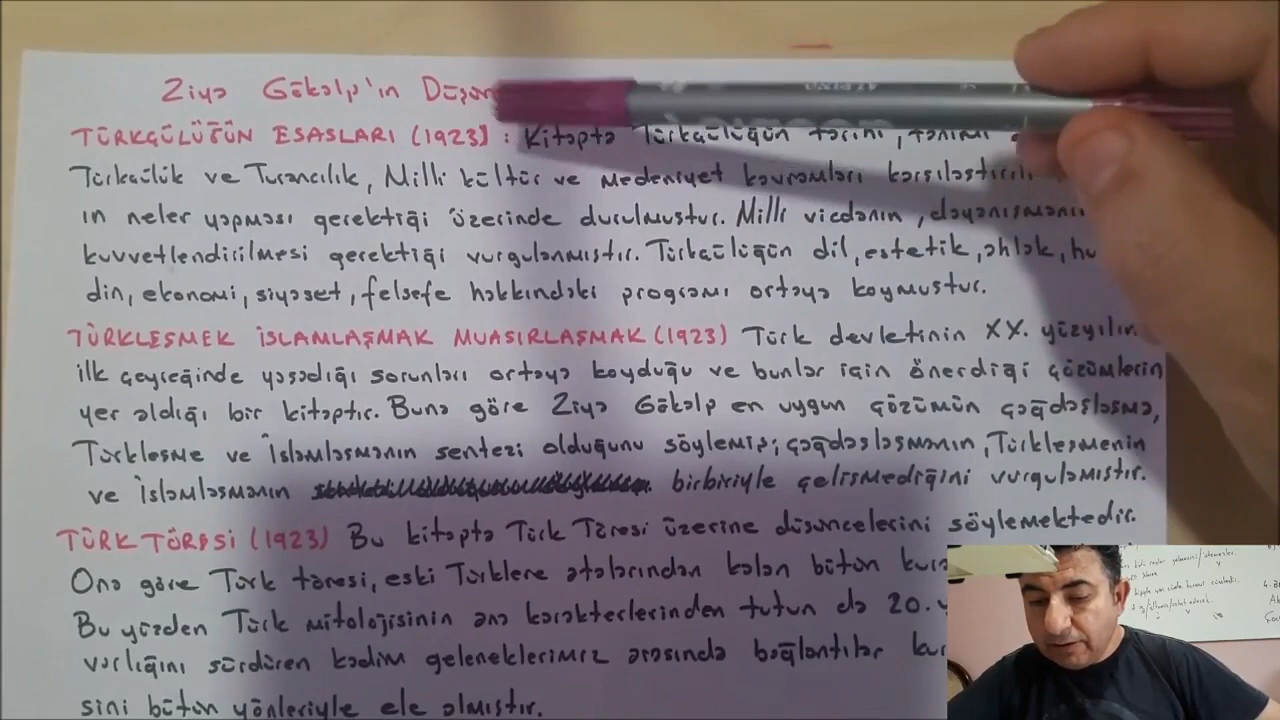 Ziya Gökalp'ın
TÜRKÇÜLÜĞÜN ESASLARI (1923) : Kitapta Türkçülüğün tarihi, tanımı
Türkçülük ve Turancılık, Milli kültür ve medeniyet kavramları
ın neler yapması gerektiği üzerinde durulmuştur. Milli vicdanın,
kuvvetlendirilmesi gerektiği vurgulanmıştır. Türkçülüğün dil, estetik, ahlak,
din, ekonomi, siyaset, felsefe hakkındaki programı ortaya koymuştur.
TÜRKLEŞMEK İSLAMLAŞMAK MUASIRLAŞMAK (1923) Türk devletinin XX. yüzyılın
ilk çeyreğinde yaşadığı sorunları ortaya koyduğu ve bunlar için önerdiği çözümlerin
yer aldığı bir kitaptır. Buna göre Ziya Gökalp en uygun çözümün çağdaşlaşma,
Türkleşme ve İslamlaşmanın sentezi olduğunu söylemiş; çağdaşlaşmanın, Türkleşmenin
ve İslamlaşmanın birbiriyle çelişmediğini vurgulamıştır.
TÜRK TÖRESİ (1923) Bu kitapta Türk Töresi üzerine düşüncelerini söylemektedir.
Ona göre Türk töresi, eski Türklere atalarından kalan bütün
Bu yüzden Türk mitolojisinin ana karakterlerinden tutun da 20.
varlığını sürdüren kadim geleneklerimiz arasında bağlantılar
sini bütün yönleriyle ele almıştır.